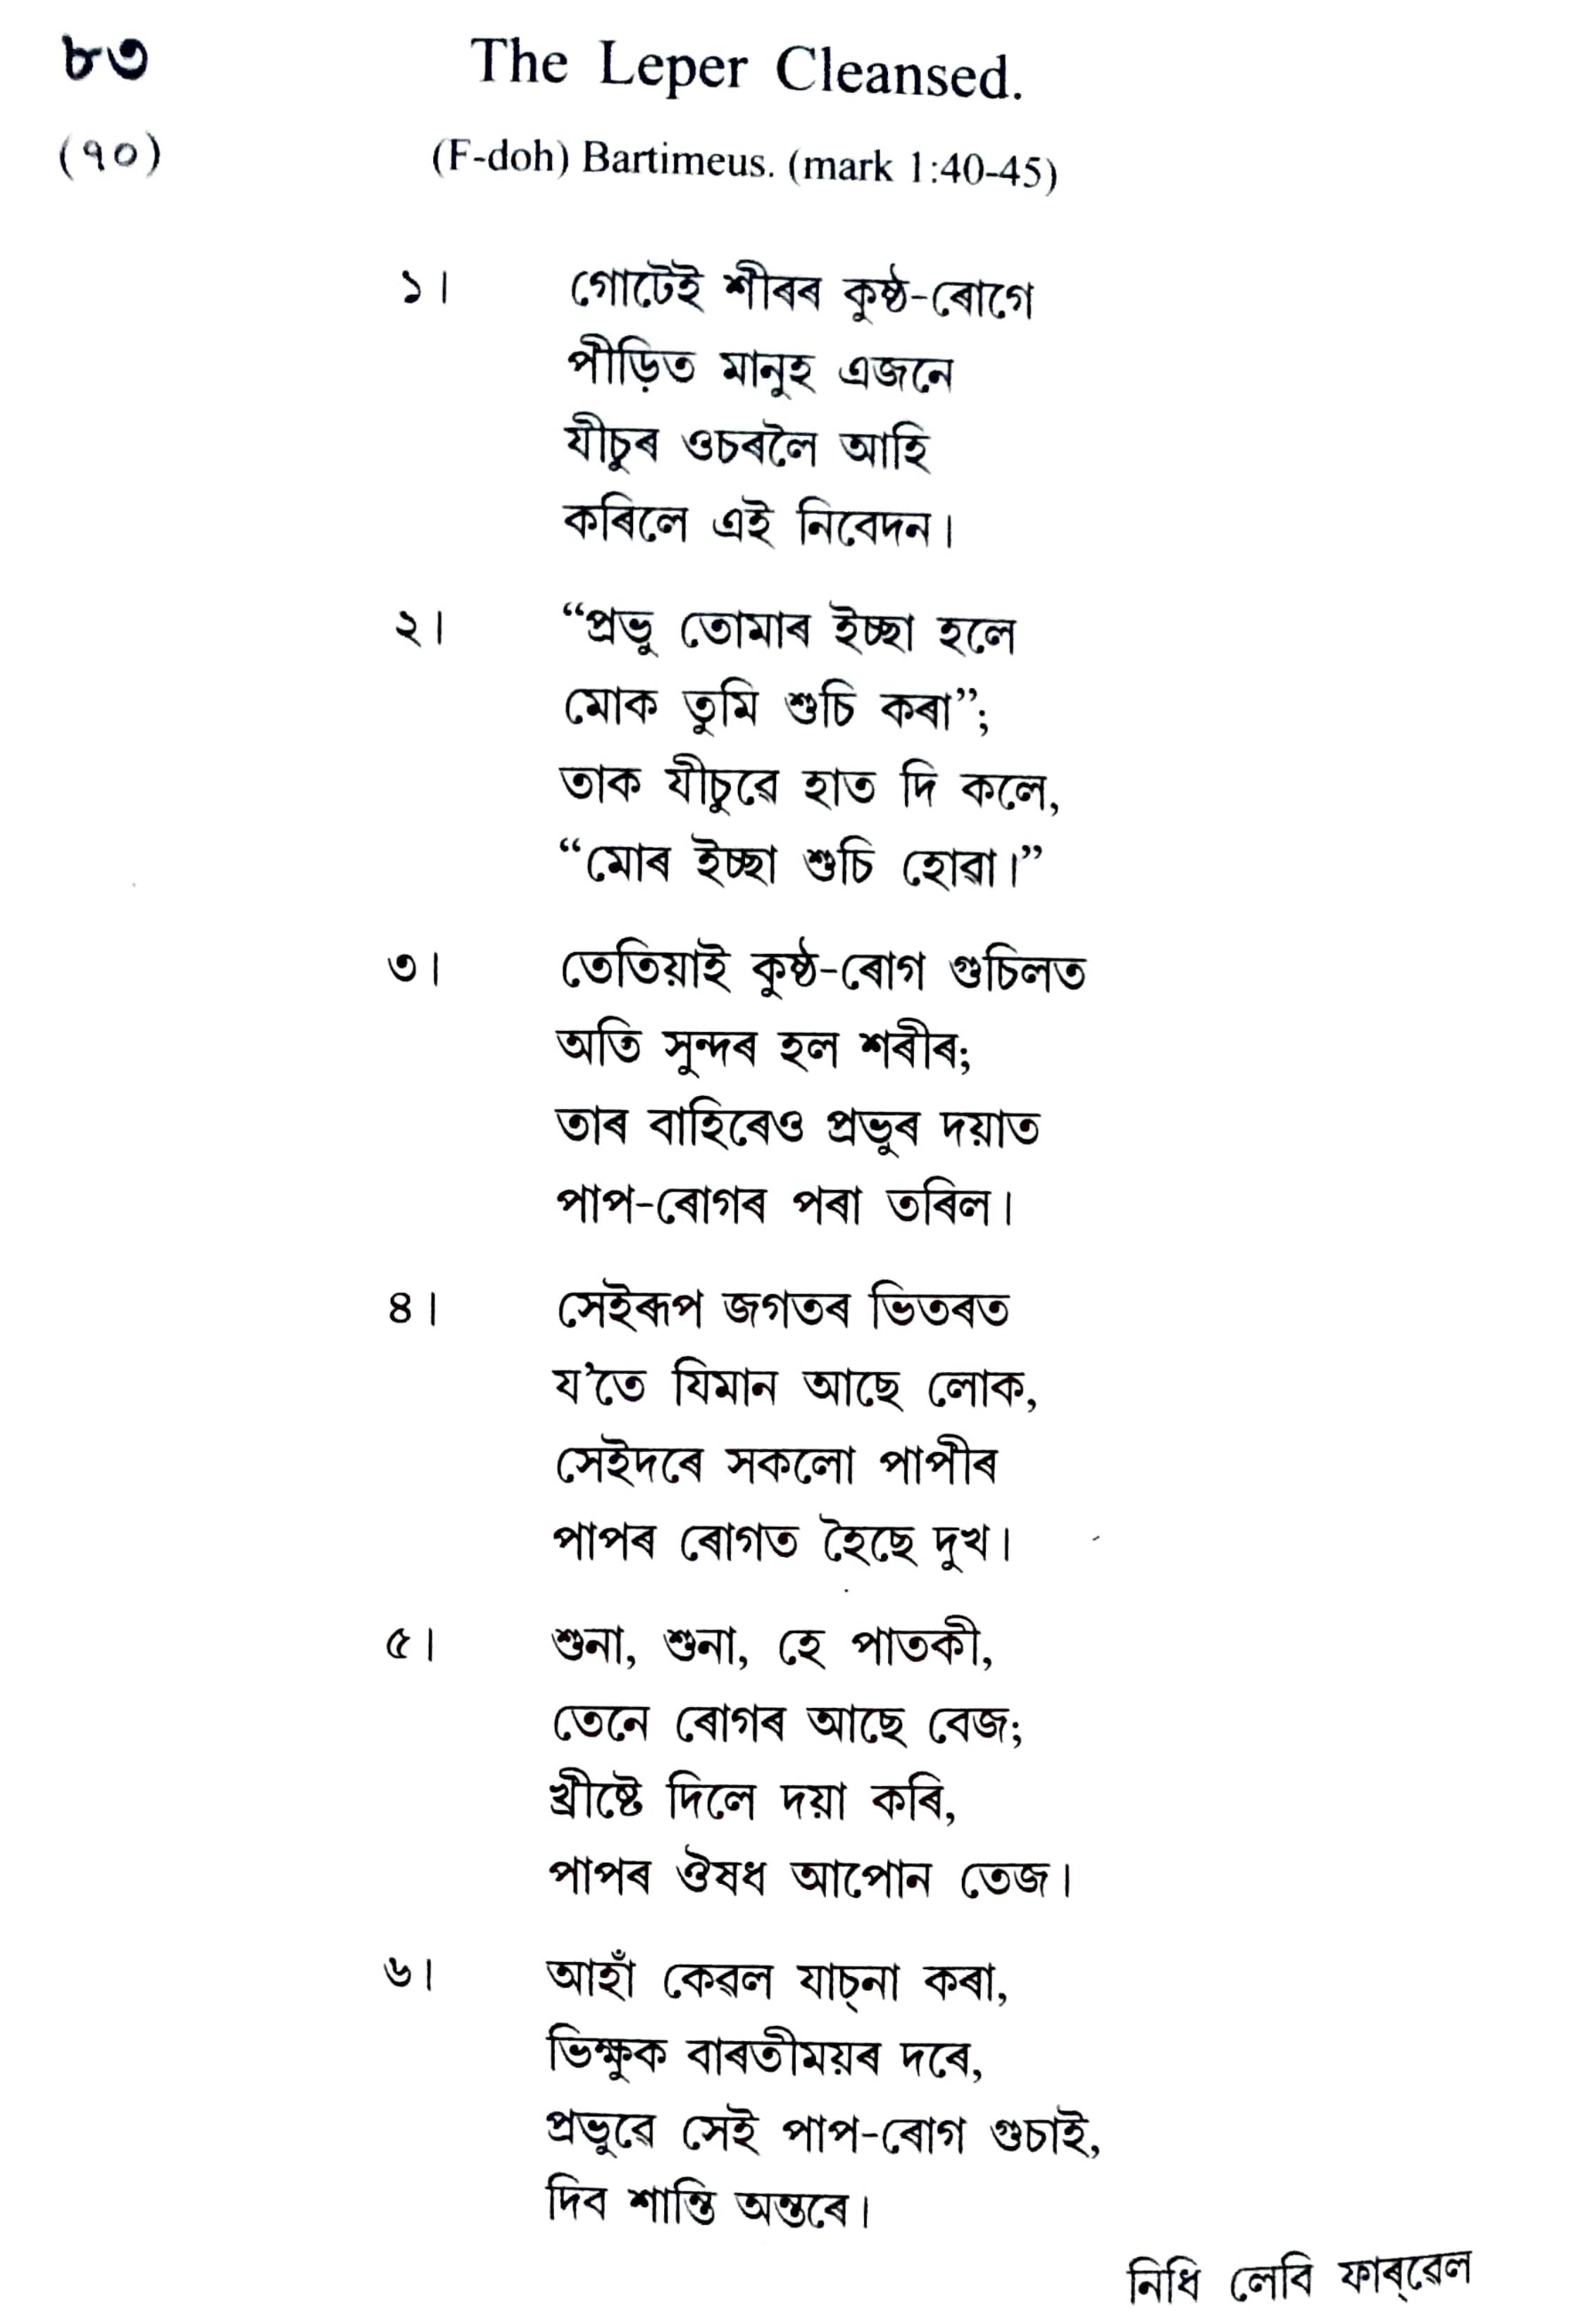 ৮৩ The Leper Cleansed.
(৭০) (F-doh) Bartimeus. (mark 1:40-45)
১। গোটেই শীৰৰ কুষ্ঠ-ৰোগে
পীড়িত মানুহ এজনে
যীচুৰ ওচৰলৈ আহি
কৰিলে এই নিবেদন।
২। “প্ৰভু তোমাৰ ইচ্ছা হলে
মোক তুমি শুচি কৰা”;
তাক যীচুৱে হাত দি কলে,
“মোৰ ইচ্ছা শুচি হোৱা।”
৩। তেতিয়াই কুষ্ঠ-ৰোগ গুচিলত
অতি সুন্দৰ হল শৰীৰ;
তাৰ বাহিৰেও প্ৰভুৰ দয়াত
পাপ-ৰোগৰ পৰা তৰিল।
৪। সেইৰূপ জগতৰ ভিতৰত
য’তে যিমান আছে লোক,
সেইদৰে সকলো পাপীৰ
পাপৰ ৰোগত হৈছে দুখ।
৫। শুনা, শুনা, হে পাতকী,
তেনে ৰোগৰ আছে বেজ;
খ্ৰীষ্টে দিলে দয়া কৰি,
পাপৰ ঔষধ আপোন তেজ।
৬। আহাঁ কেৱল যাচ্‌না কৰা,
ভিক্ষুক বাৰতীময়ৰ দৰে,
প্ৰভুৱে সেই পাপ-ৰোগ গুচাই,
দিব শান্তি অন্তৰে।
নিধি লেবি ফাৰ্‌ৱেল